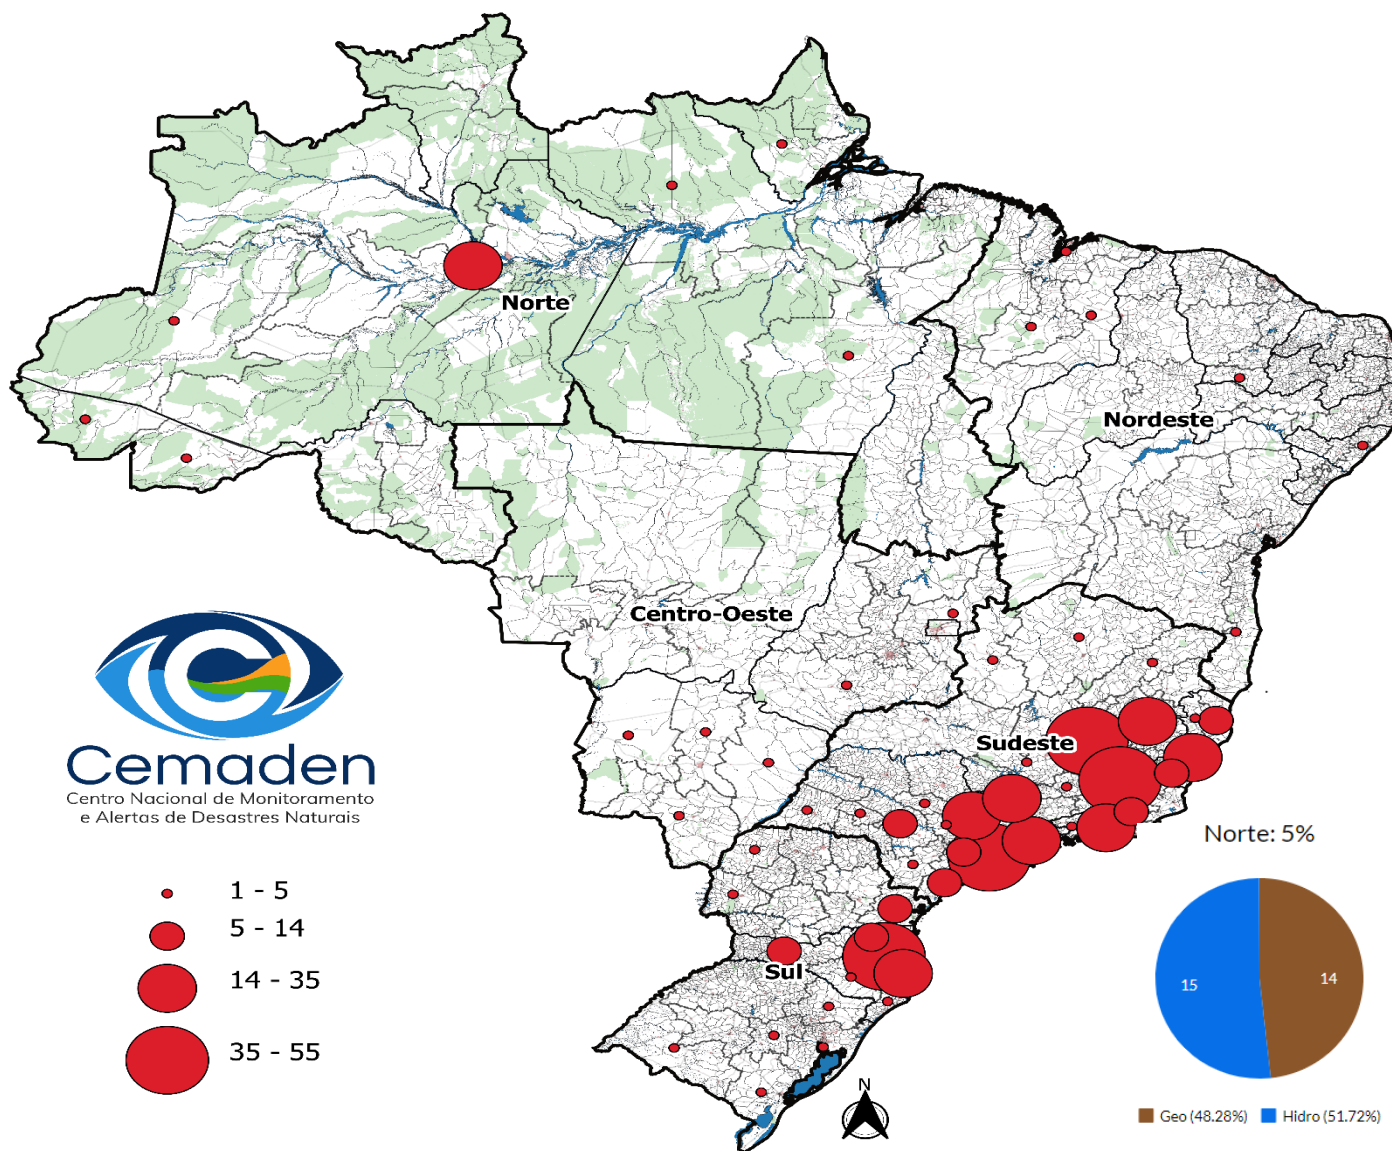 Norte
Nordeste
Centro-Oeste
Sudeste
Sul
Cemaden
Centro Nacional de Monitoramento
e Alertas de Desastres Naturais
1 - 5
5 - 14
14 - 35
35 - 55
N
Norte: 5%
15
14
Geo (48.28%) Hidro (51.72%)